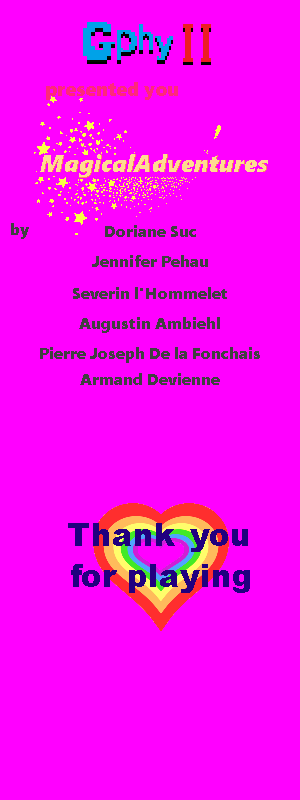 Gphy II
presented you
MagicalAdventures
by Doriane Suc
Jennifer Pehau
Severin l'Hommelet
Augustin Ambiehl
Pierre Joseph De la Fonchais
Armand Devienne
Thank you
for playing